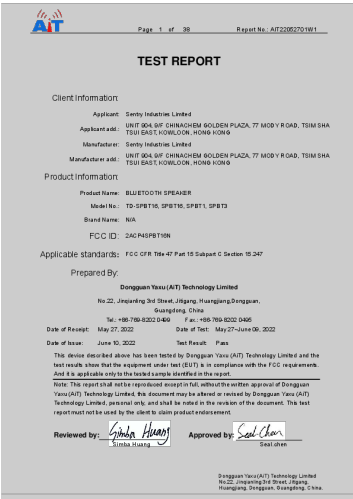 AiT
Page 1 of 38
Report No.: AIT22052701W1
TEST REPORT
Client Information:
Applicant: Sentry Industries Limited
Applicant add.: UNIT 904, 9/F CHINACHEM GOLDEN PLAZA, 77 MODY ROAD, TSIM SHA
TSUI EAST, KOWLOON, HONG KONG
Manufacturer: Sentry Industries Limited
Manufacturer add.: UNIT 904, 9/F CHINACHEM GOLDEN PLAZA, 77 MODY ROAD, TSIM SHA
TSUI EAST, KOWLOON, HONG KONG
Product Information:
Product Name: BLUETOOTH SPEAKER
Model No.: TD-SPBT16, SPBT16, SPBT1, SPBT3
Brand Name: N/A
FCC ID: 2ACP4SPBT16N
Applicable standards: FCC CFR Title 47 Part 15 Subpart C Section 15.247
Prepared By:
Dongguan Yaxu (AiT) Technology Limited
No.22, Jinqianling 3rd Street, Jitigang, Huangjiang,Dongguan,
Guangdong, China
Tel.: +86-769-8202 0499 Fax.: +86-769-8202 0495
Date of Receipt: May 27, 2022 Date of Test: May 27~June 09, 2022
Date of Issue: June 10, 2022 Test Result: Pass
This device described above has been tested by Dongguan Yaxu (AiT) Technology Limited and the
test results show that the equipment under test (EUT) is in compliance with the FCC requirements.
And it is applicable only to the tested sample identified in the report.
Note: This report shall not be reproduced except in full, without the written approval of Dongguan
Yaxu (AiT) Technology Limited, this document may be altered or revised by Dongguan Yaxu (AiT)
Technology Limited, personal only, and shall be noted in the revision of the document. This test
report must not be used by the client to claim product endorsement.
Reviewed by: Simba Huang Approved by: Seal.Chen
Simba Huang Seal.chen
Dongguan Yaxu (AiT) Technology Limited
No.22, Jinqianling 3rd Street, Jitigang,
Huangjiang, Dongguan, Guangdong, China.